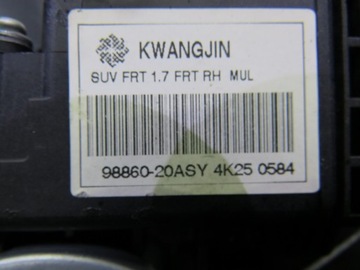 KWANGJIN
SUV FRT 1.7 FRT RH MUL
98860-20ASY 4K25 0584